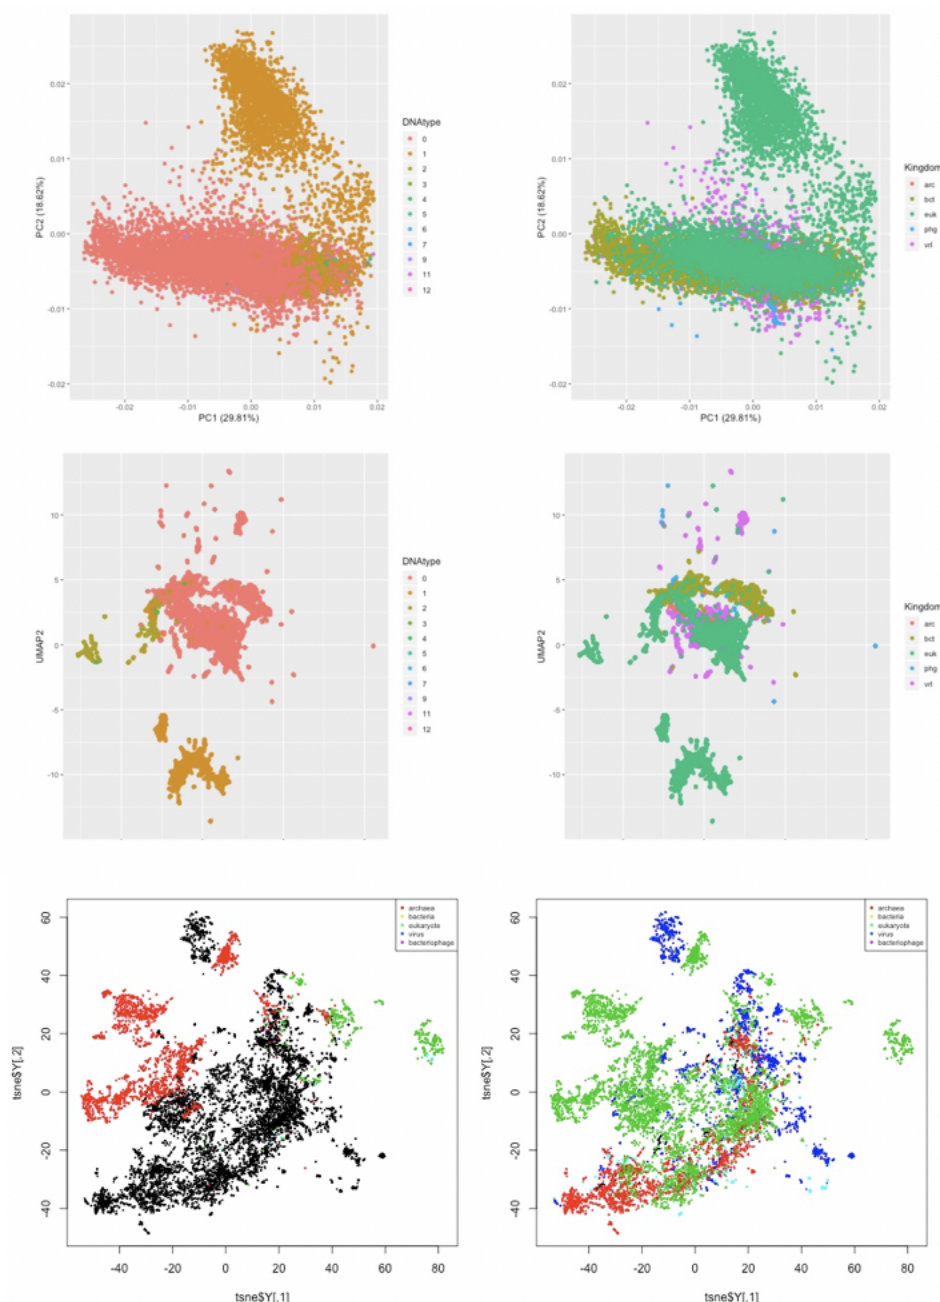 0.02
0.01
0.00
-0.01
-0.02
PC2 (18.62%)
-0.02 -0.01 0.00 0.01 0.02
PC1 (29.81%)
DNAtype
0
1
2
3
4
5
6
7
9
11
12
0.02
0.01
0.00
-0.01
-0.02
PC2 (18.62%)
-0.02 -0.01 0.00 0.01 0.02
PC1 (29.81%)
Kingdom
arc
bct
euk
phg
vrl
10
5
0
-5
-10
UMAP2
DNAtype
0
1
2
3
4
5
6
7
9
11
12
10
5
0
-5
-10
UMAP2
Kingdom
arc
bct
euk
phg
vrl
60
40
20
0
-20
-40
tsne$Y[,2]
archaea
bacteria
eukaryote
virus
bacteriophage
-40 -20 0 20 40 60 80
tsne$Y[,1]
60
40
20
0
-20
-40
tsne$Y[,2]
archaea
bacteria
eukaryote
virus
bacteriophage
-40 -20 0 20 40 60 80
tsne$Y[,1]